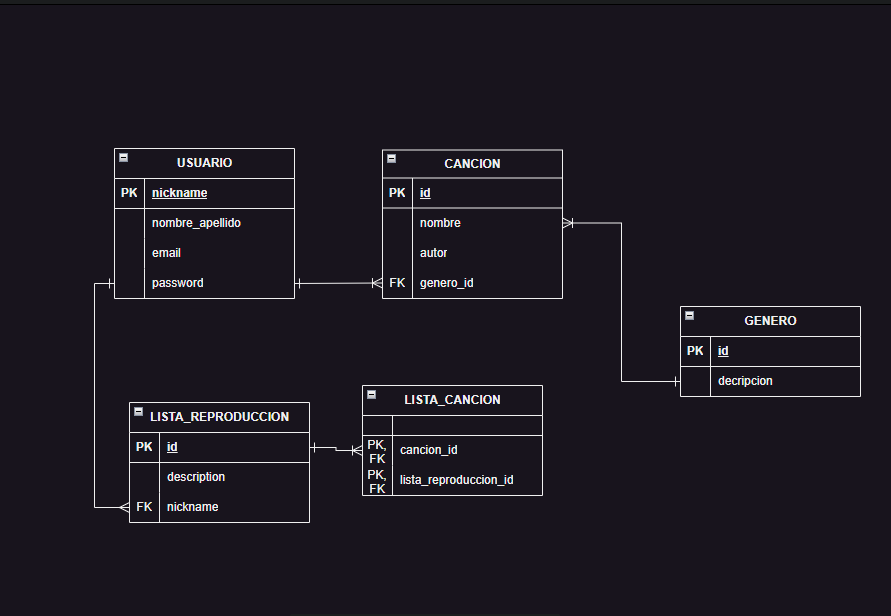 USUARIO
PK nickname
nombre_apellido
email
password
CANCION
PK id
nombre
autor
FK genero_id
GENERO
PK id
decripcion
LISTA_REPRODUCCION
PK id
description
FK nickname
LISTA_CANCION
PK, FK cancion_id
PK, FK lista_reproduccion_id